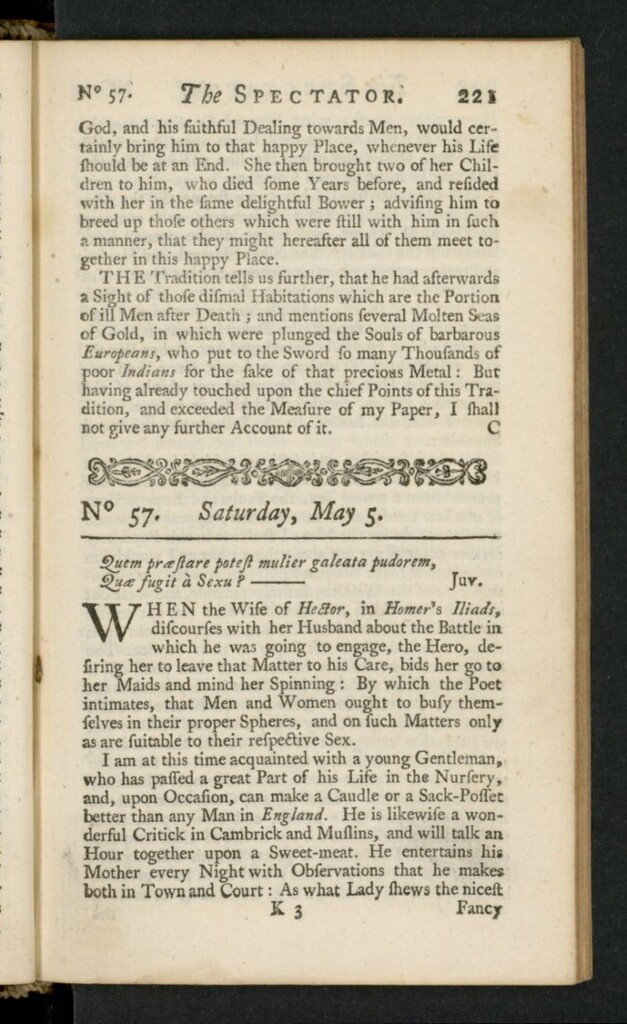 Nº 57. The SPECTATOR. 221
God, and his faithful Dealing towards Men, would cer-
tainly bring him to that happy Place, whenever his Life
ſhould be at an End. She then brought two of her Chil-
dren to him, who died ſome Years before, and reſided
with her in the ſame delightful Bower; adviſing him to
breed up thoſe others which were ſtill with him in ſuch
a manner, that they might hereafter all of them meet to-
gether in this happy Place.
THE Tradition tells us further, that he had afterwards
a Sight of thoſe diſmal Habitations which are the Portion
of ill Men after Death; and mentions ſeveral Molten Seas
of Gold, in which were plunged the Souls of barbarous
Europeans, who put to the Sword ſo many Thouſands of
poor Indians for the ſake of that precious Metal: But
having already touched upon the chief Points of this Tra-
dition, and exceeded the Meaſure of my Paper, I ſhall
not give any further Account of it. C
Nº 57. Saturday, May 5.
Quem præſtare poteſt mulier galeata pudorem,
Quæ fugit à Sexu? —— Juv.
WHEN the Wife of Hector, in Homer's Iliads,
diſcourſes with her Husband about the Battle in
which he was going to engage, the Hero, de-
ſiring her to leave that Matter to his Care, bids her go to
her Maids and mind her Spinning: By which the Poet
intimates, that Men and Women ought to buſy them-
ſelves in their proper Spheres, and on ſuch Matters only
as are ſuitable to their reſpective Sex.
I am at this time acquainted with a young Gentleman,
who has paſſed a great Part of his Life in the Nurſery,
and, upon Occaſion, can make a Caudle or a Sack-Poſſet
better than any Man in England. He is likewiſe a won-
derful Critick in Cambrick and Muſlins, and will talk an
Hour together upon a Sweet-meat. He entertains his
Mother every Night with Obſervations that he makes
both in Town and Court: As what Lady ſhews the niceſt
K 3 Fancy